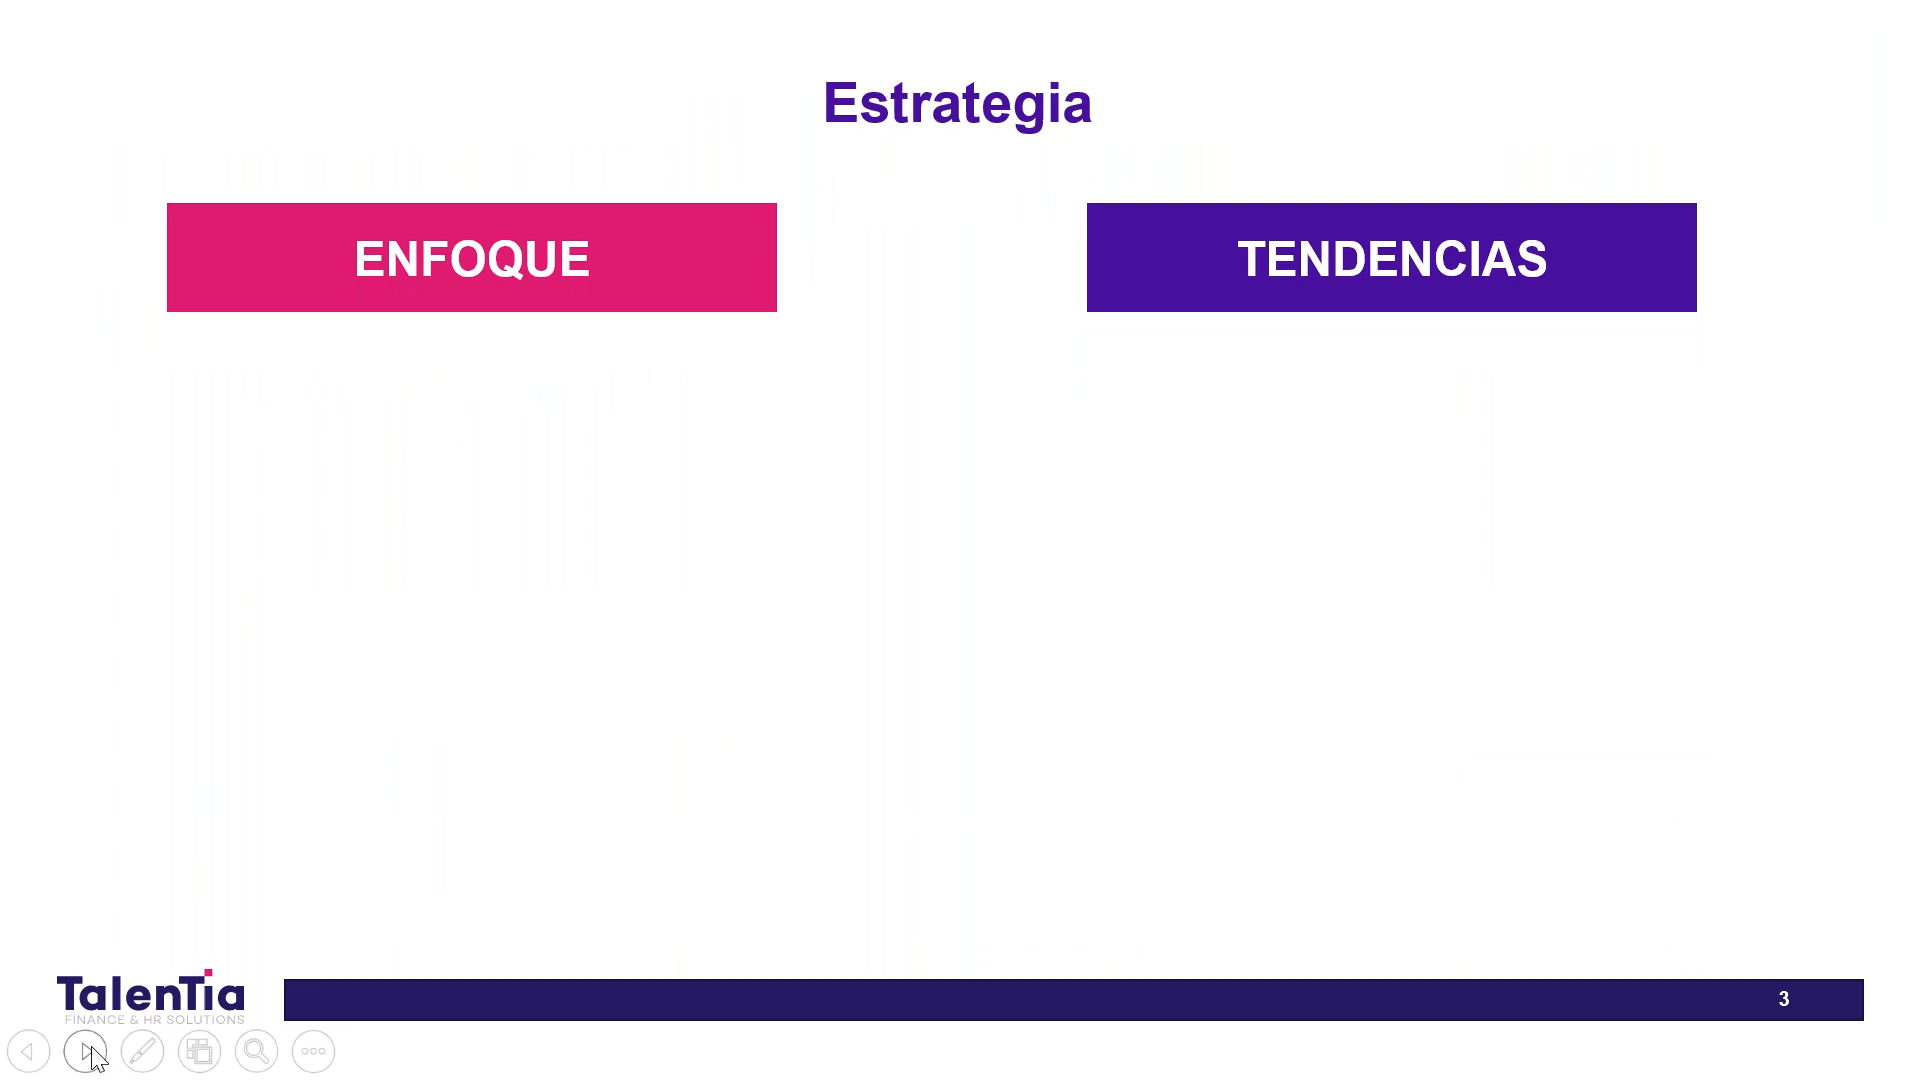 Estrategia
ENFOQUE
TENDENCIAS
TalenTia
FINANCE & HR SOLUTIONS
3